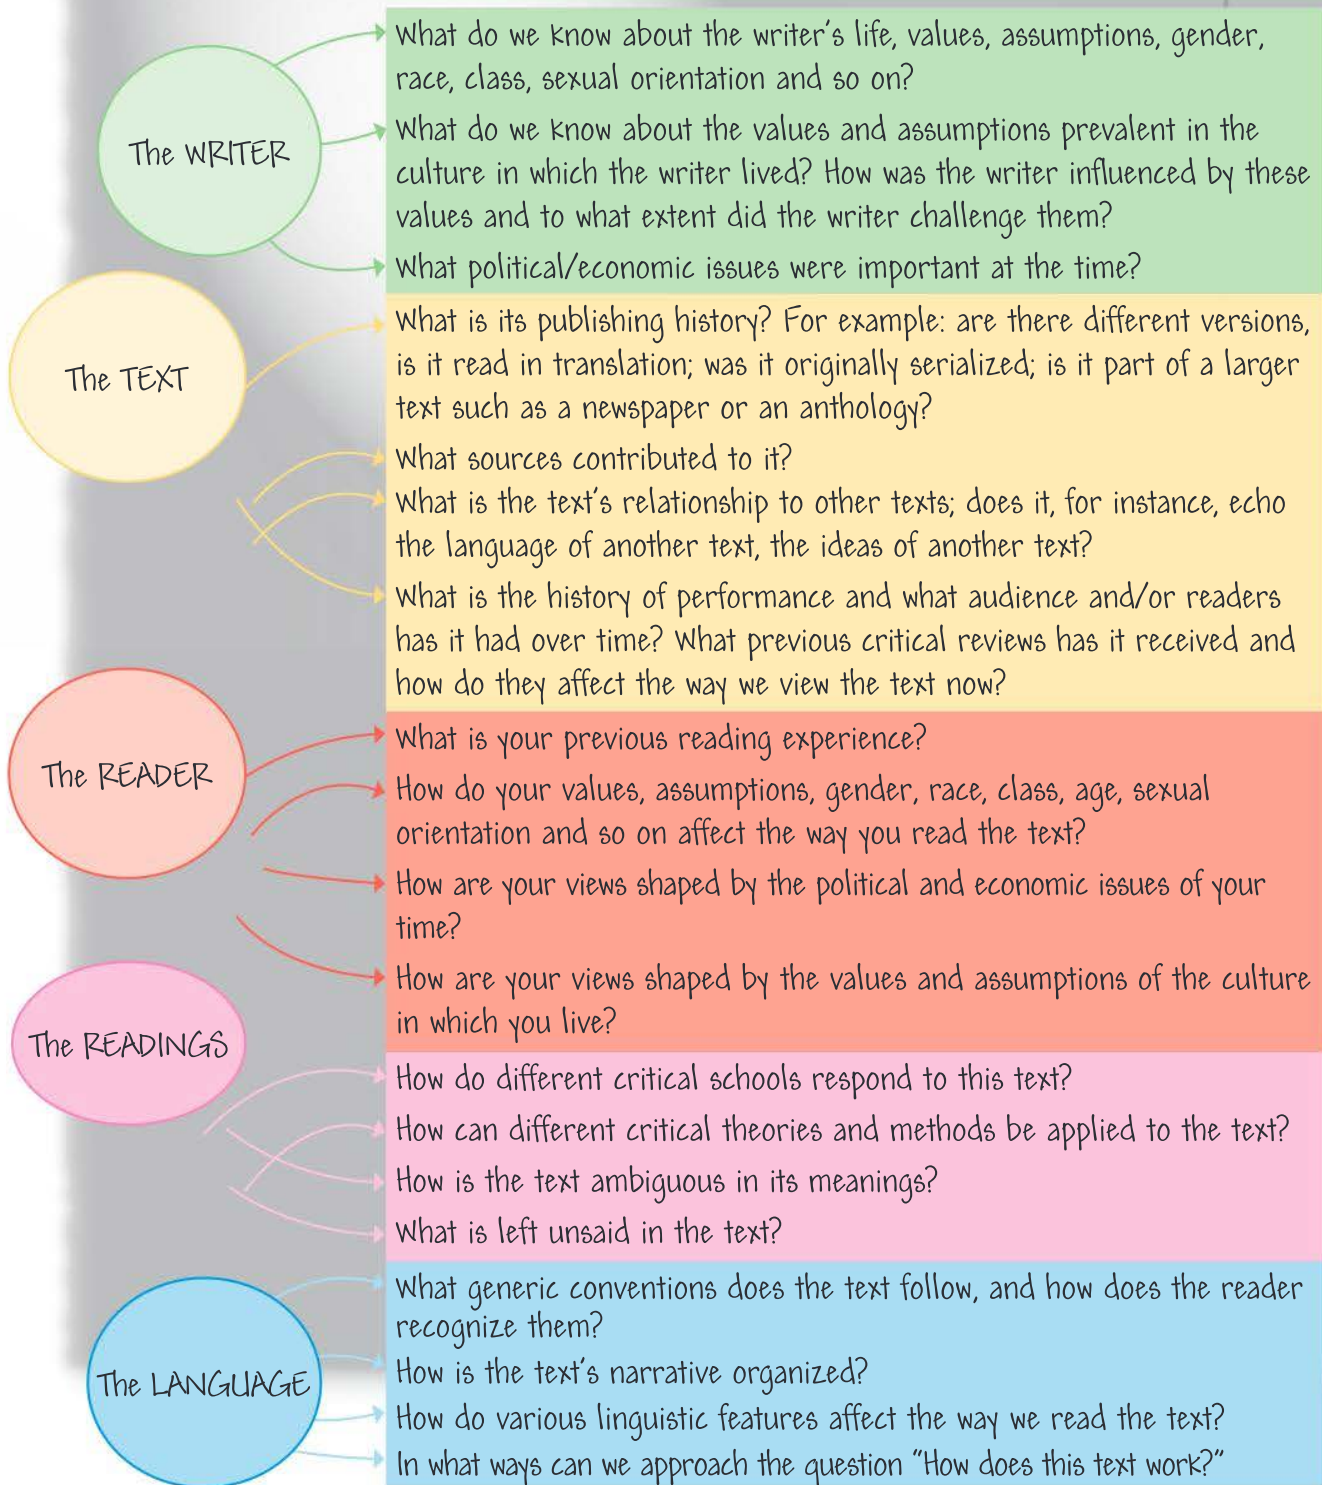 The WRITER
What do we know about the writer's life, values, assumptions, gender,
race, class, sexual orientation and so on?
What do we know about the values and assumptions prevalent in the
culture in which the writer lived? How was the writer influenced by these
values and to what extent did the writer challenge them?
What political/economic issues were important at the time?
The TEXT
What is its publishing history? For example: are there different versions,
is it read in translation; was it originally serialized; is it part of a larger
text such as a newspaper or an anthology?
What sources contributed to it?
What is the text's relationship to other texts; does it, for instance, echo
the language of another text, the ideas of another text?
What is the history of performance and what audience and/or readers
has it had over time? What previous critical reviews has it received and
how do they affect the way we view the text now?
The READER
What is your previous reading experience?
How do your values, assumptions, gender, race, class, age, sexual
orientation and so on affect the way you read the text?
How are your views shaped by the political and economic issues of your
time?
How are your views shaped by the values and assumptions of the culture
in which you live?
The READINGS
How do different critical schools respond to this text?
How can different critical theories and methods be applied to the text?
How is the text ambiguous in its meanings?
What is left unsaid in the text?
The LANGUAGE
What generic conventions does the text follow, and how does the reader
recognize them?
How is the text's narrative organized?
How do various linguistic features affect the way we read the text?
In what ways can we approach the question "How does this text work?"